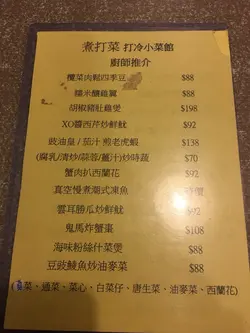 煮打菜 打冷小菜館
廚師推介
欖菜肉鬆四季豆 $88
糯米釀雞翼 $88
胡椒豬肚雞煲 $198
XO醬西芹炒鮮魷 $92
豉油皇/茄汁 煎老虎蝦 $138
(腐乳/清炒/蒜蓉/薑汁)炒時蔬 $70
蟹肉扒西蘭花 $92
真空慢煮潮式凍魚
雲耳勝瓜炒鮮魷 $92
鬼馬炸蟹棗 $108
海味粉絲什菜煲 $88
豆豉鯪魚炒油麥菜 $88
菜、通菜、菜心、白菜仔、唐生菜、油麥菜、西蘭花)